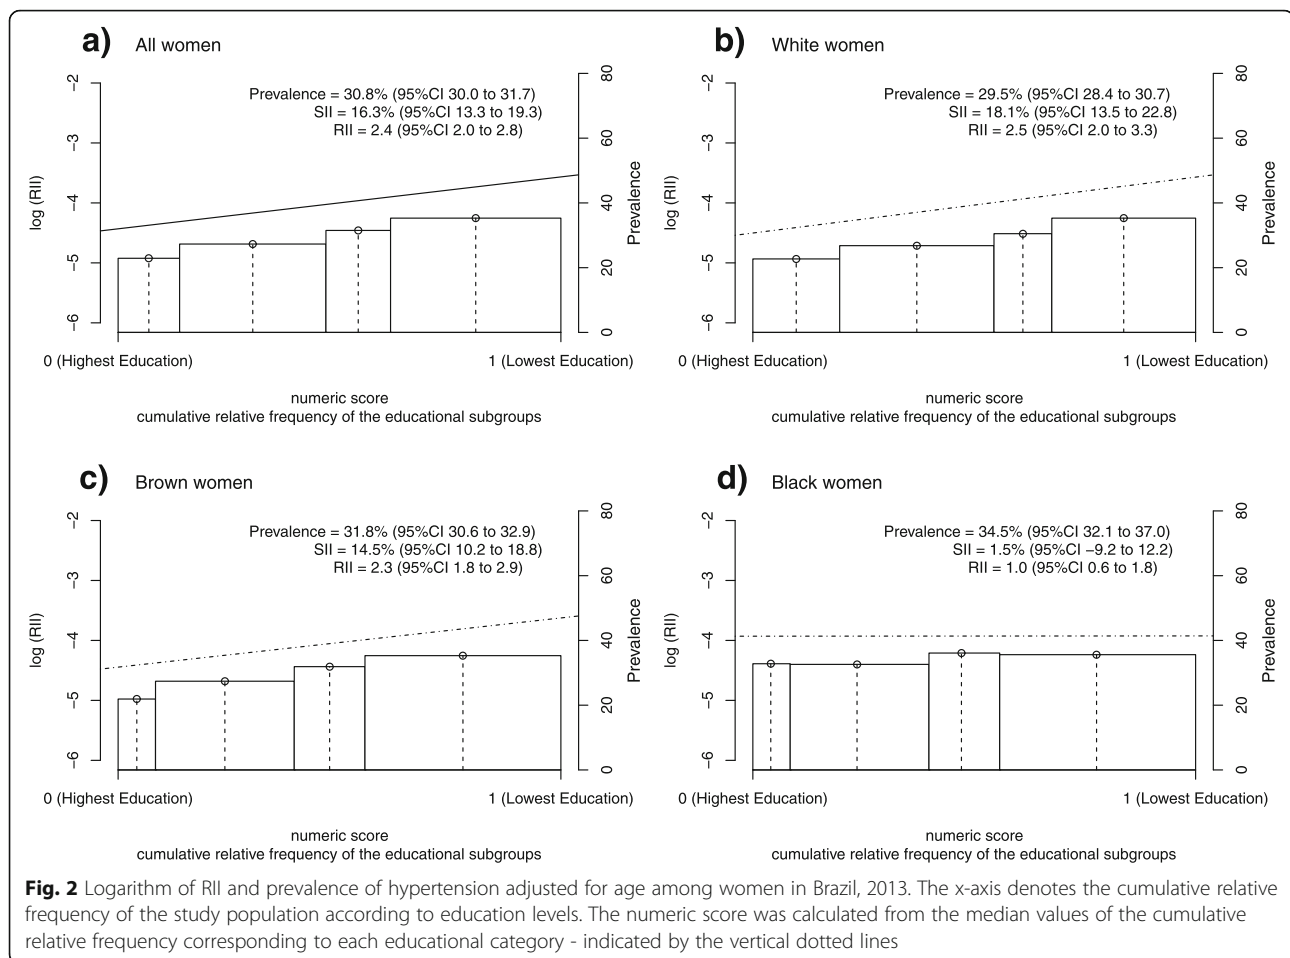 a) All women
Prevalence = 30.8% (95%CI 30.0 to 31.7)
SII = 16.3% (95%CI 13.3 to 19.3)
RII = 2.4 (95%CI 2.0 to 2.8)
log (RII)
−2
−3
−4
−5
−6
Prevalence
80
60
40
20
0
0 (Highest Education)
1 (Lowest Education)
numeric score
cumulative relative frequency of the educational subgroups
b) White women
Prevalence = 29.5% (95%CI 28.4 to 30.7)
SII = 18.1% (95%CI 13.5 to 22.8)
RII = 2.5 (95%CI 2.0 to 3.3)
log (RII)
−2
−3
−4
−5
−6
Prevalence
80
60
40
20
0
0 (Highest Education)
1 (Lowest Education)
numeric score
cumulative relative frequency of the educational subgroups
c) Brown women
Prevalence = 31.8% (95%CI 30.6 to 32.9)
SII = 14.5% (95%CI 10.2 to 18.8)
RII = 2.3 (95%CI 1.8 to 2.9)
log (RII)
−2
−3
−4
−5
−6
Prevalence
80
60
40
20
0
0 (Highest Education)
1 (Lowest Education)
numeric score
cumulative relative frequency of the educational subgroups
d) Black women
Prevalence = 34.5% (95%CI 32.1 to 37.0)
SII = 1.5% (95%CI −9.2 to 12.2)
RII = 1.0 (95%CI 0.6 to 1.8)
log (RII)
−2
−3
−4
−5
−6
Prevalence
80
60
40
20
0
0 (Highest Education)
1 (Lowest Education)
numeric score
cumulative relative frequency of the educational subgroups
Fig. 2 Logarithm of RII and prevalence of hypertension adjusted for age among women in Brazil, 2013. The x-axis denotes the cumulative relative
frequency of the study population according to education levels. The numeric score was calculated from the median values of the cumulative
relative frequency corresponding to each educational category - indicated by the vertical dotted lines